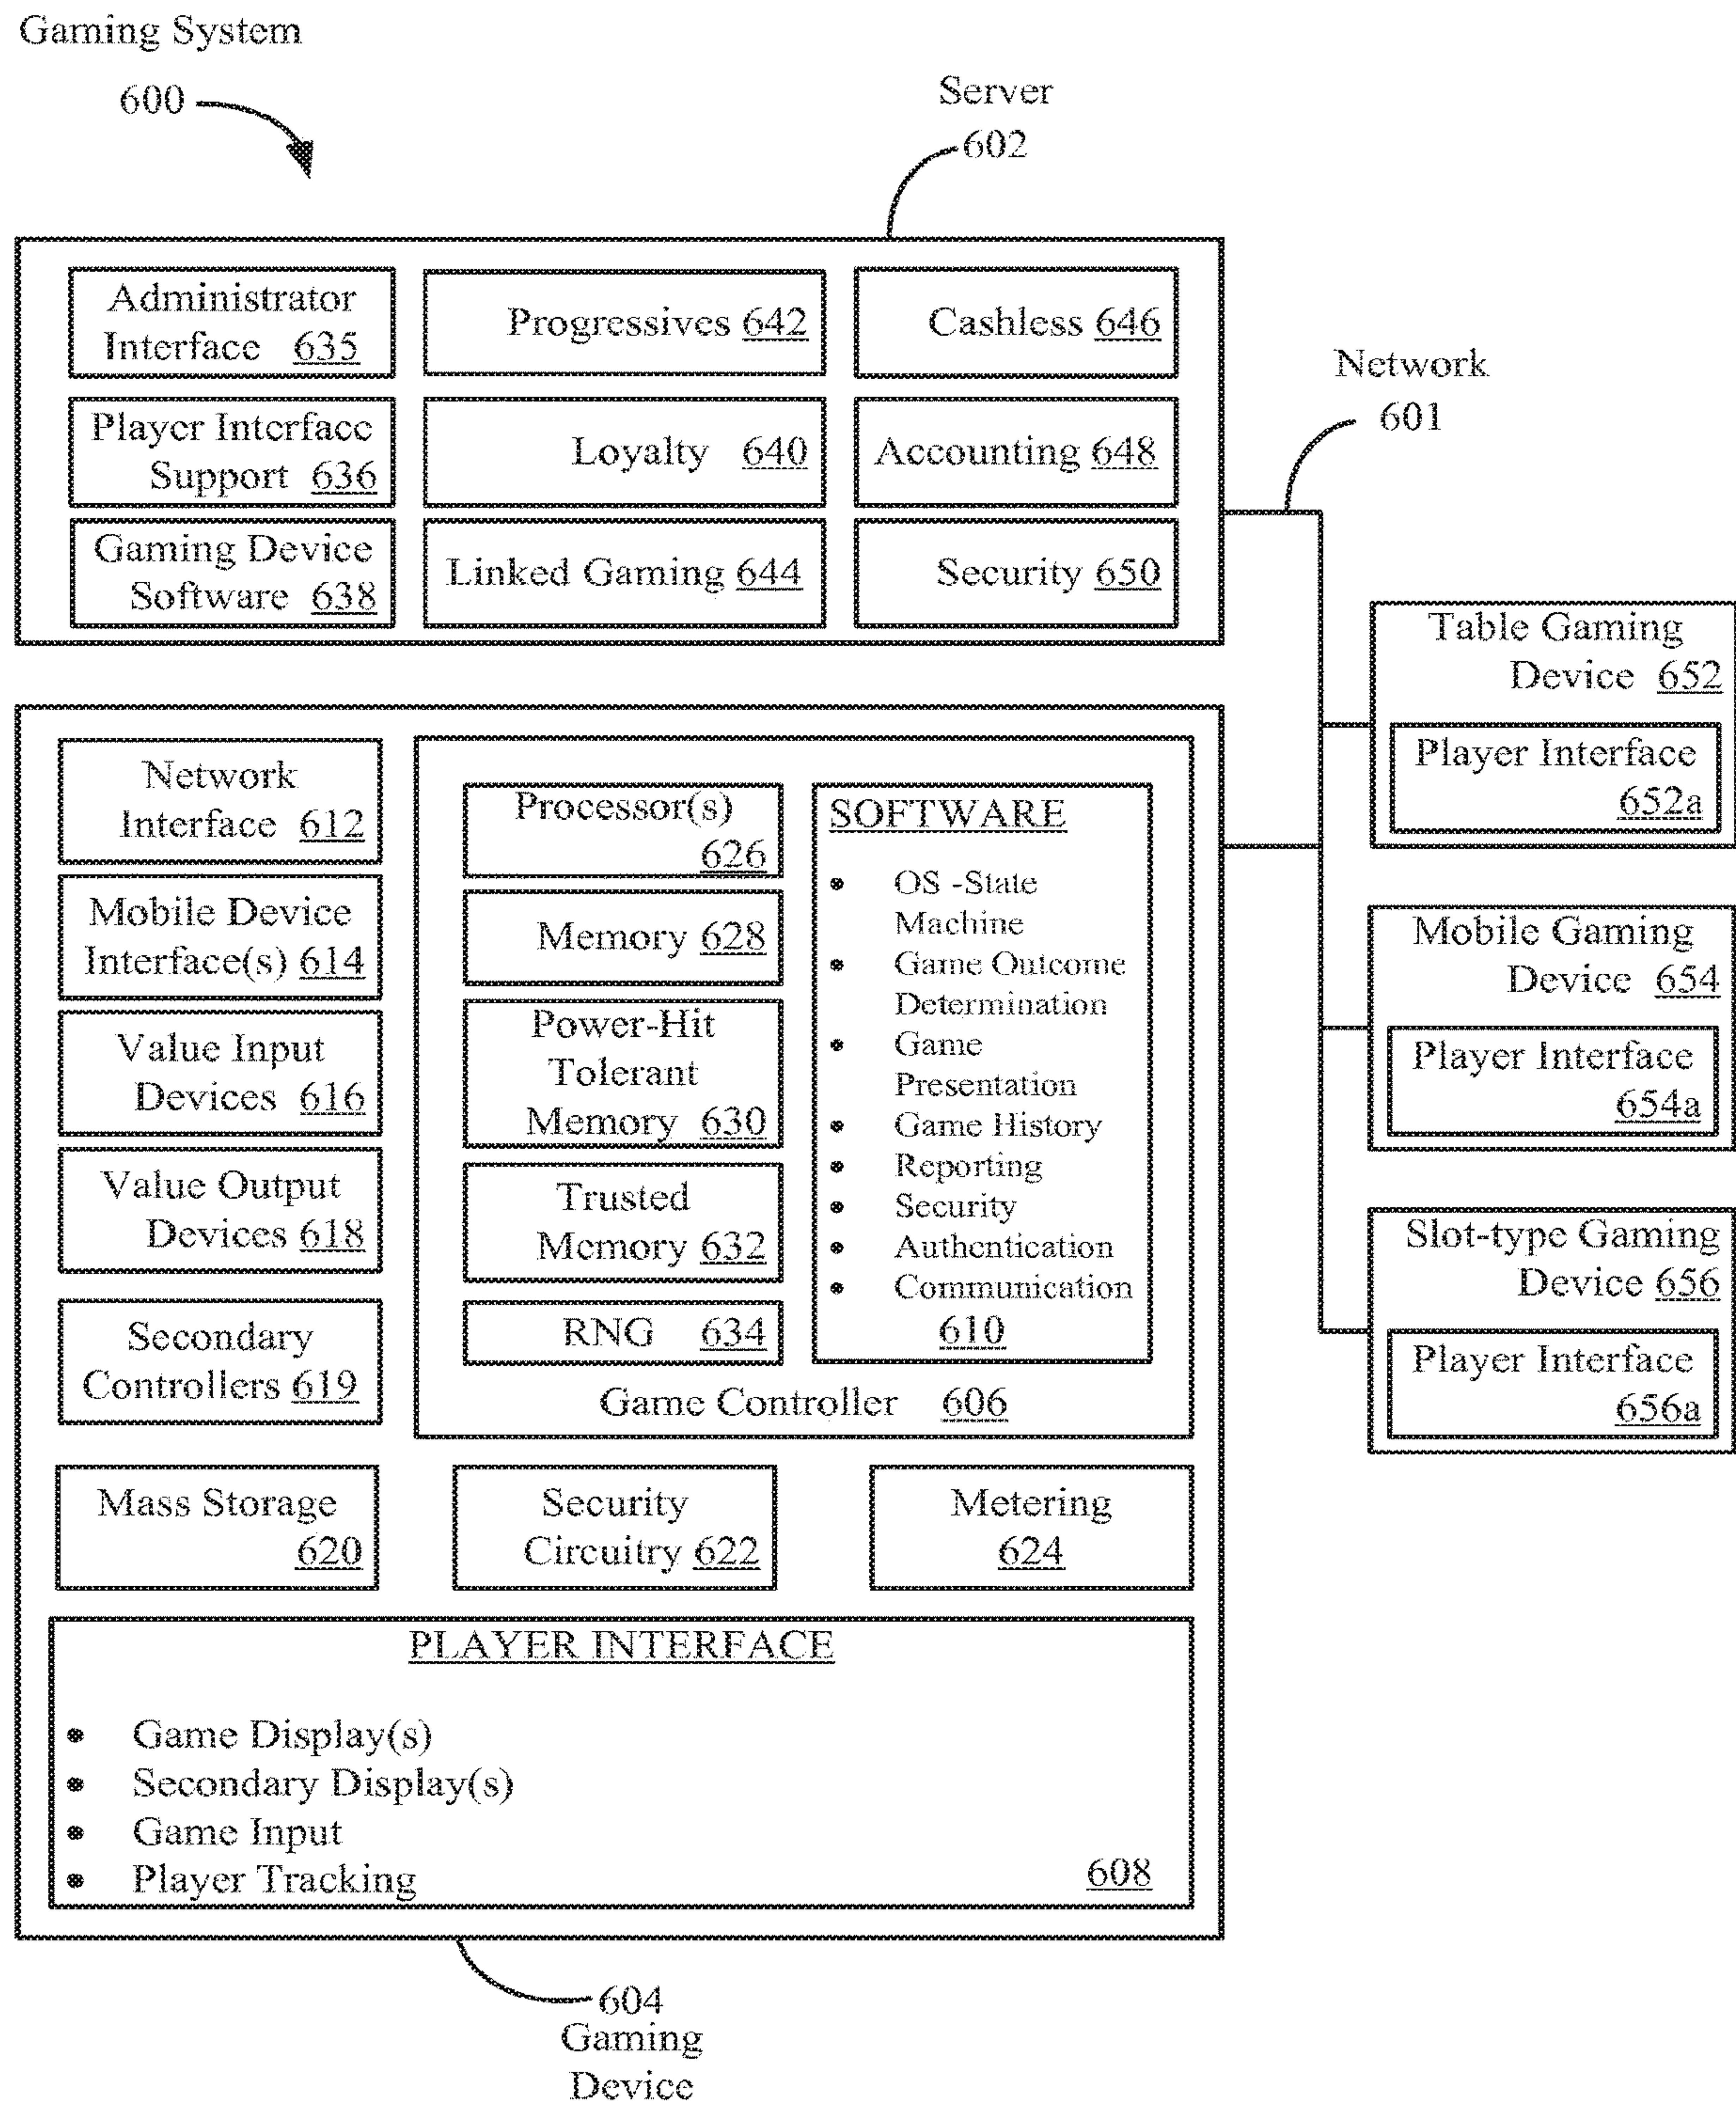 Gaming System
600
Server
602
Administrator
Interface 635
Progressives 642
Cashless 646
Player Interface
Support 636
Loyalty 640
Accounting 648
Gaming Device
Software 638
Linked Gaming 644
Security 650
Network
601
Table Gaming
Device 652
Player Interface
652a
Mobile Gaming
Device 654
Player Interface
654a
Slot-type Gaming
Device 656
Player Interface
656a
Network
Interface 612
Mobile Device
Interface(s) 614
Value Input
Devices 616
Value Output
Devices 618
Secondary
Controllers 619
Processor(s)
626
Memory 628
Power-Hit
Tolerant
Memory 630
Trusted
Memory 632
RNG 634
SOFTWARE
• OS -State
Machine
• Game Outcome
Determination
• Game
Presentation
• Game History
• Reporting
• Security
• Authentication
• Communication
610
Game Controller 606
Mass Storage
620
Security
Circuitry 622
Metering
624
PLAYER INTERFACE
• Game Display(s)
• Secondary Display(s)
• Game Input
• Player Tracking
608
604
Gaming
Device